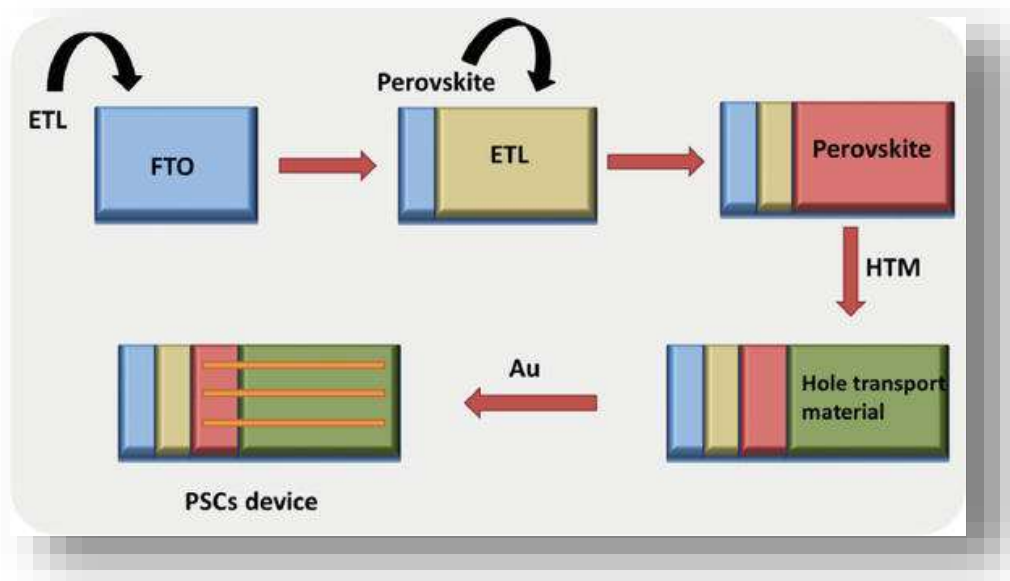 ETL
FTO
Perovskite
ETL
Perovskite
HTM
Hole transport
material
Au
PSCs device